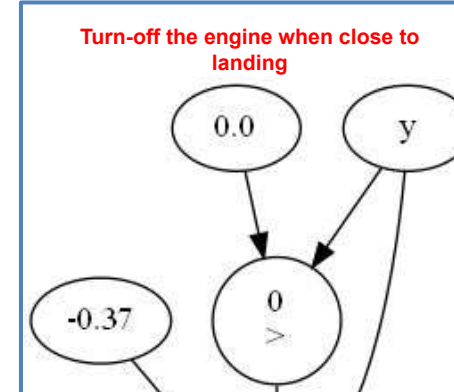 Turn-off the engine when close to
landing
0.0
y
0
>
-0.37